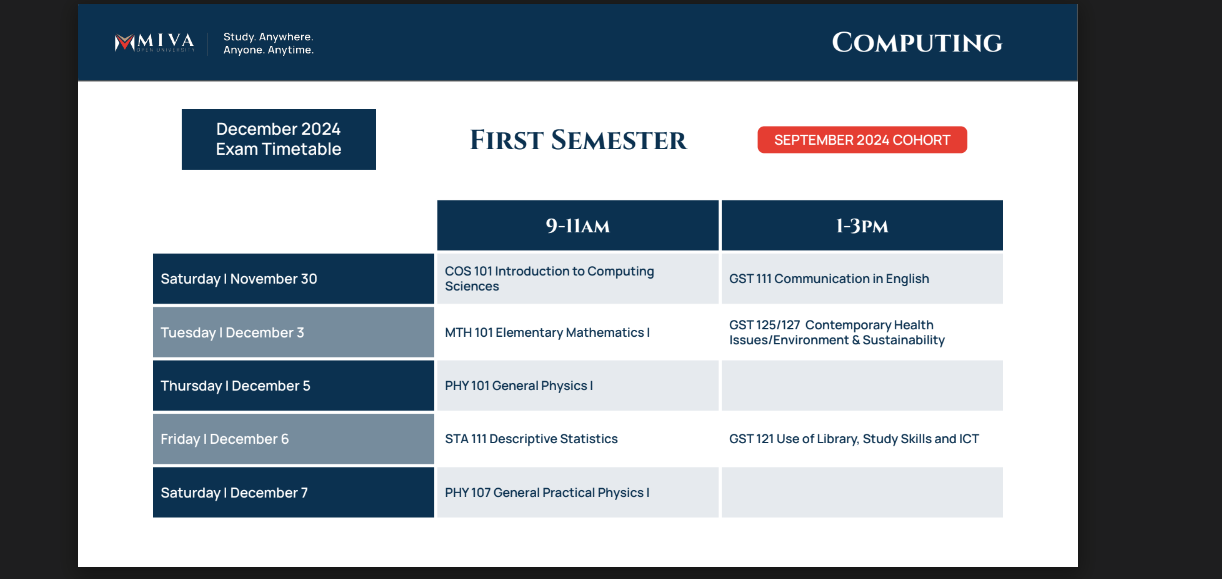 MIVA
OPEN UNIVERSITY
Study. Anywhere.
Anyone. Anytime.
COMPUTING
December 2024
Exam Timetable
FIRST SEMESTER
SEPTEMBER 2024 COHORT
9-11AM
1-3PM
Saturday | November 30
COS 101 Introduction to Computing
Sciences
GST 111 Communication in English
Tuesday | December 3
MTH 101 Elementary Mathematics I
GST 125/127 Contemporary Health
Issues/Environment & Sustainability
Thursday | December 5
PHY 101 General Physics I
Friday | December 6
STA 111 Descriptive Statistics
GST 121 Use of Library, Study Skills and ICT
Saturday | December 7
PHY 107 General Practical Physics I